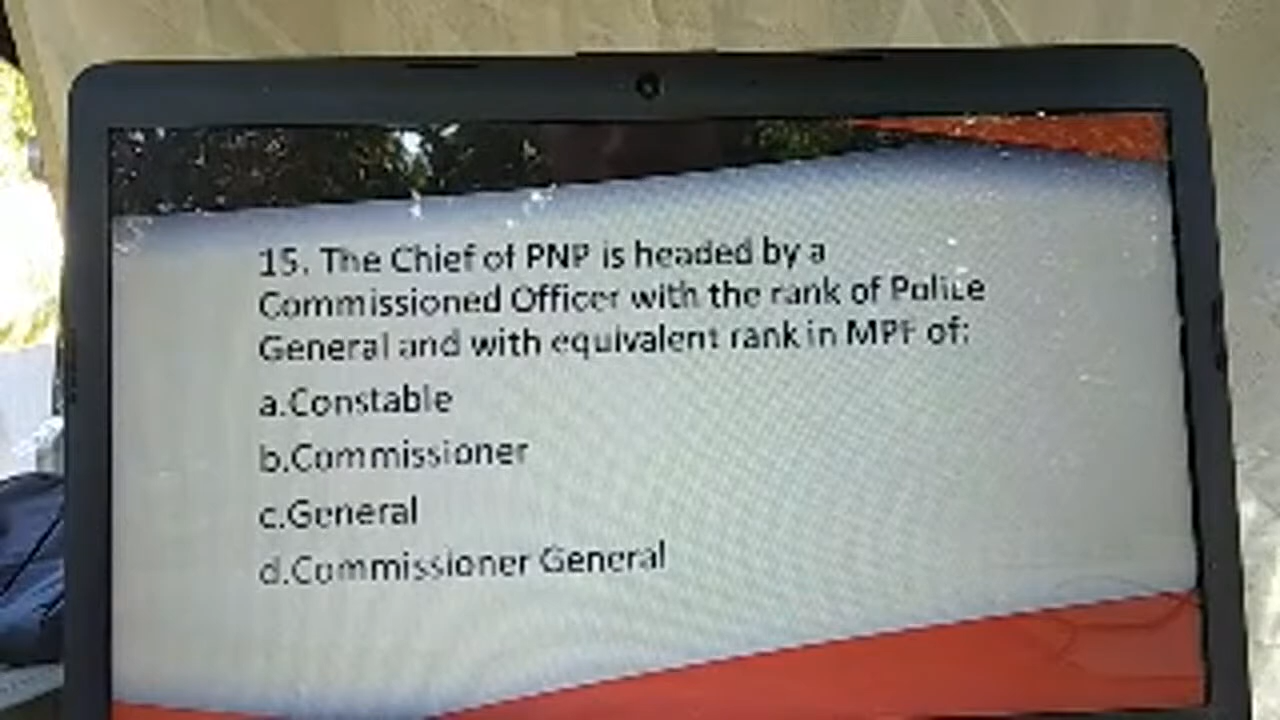 15. The Chief of PNP is headed by a
Commissioned Officer with the rank of Police
General and with equivalent rank in MPF of:
a.Constable
b.Commissioner
c.General
d.Commissioner General